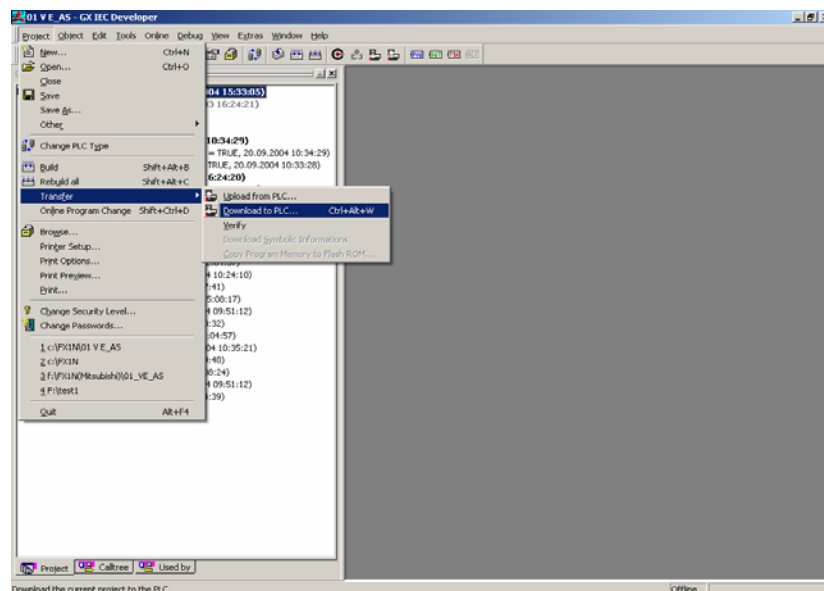 01 V E_AS - GX IEC Developer
Project Object Edit Tools Online Debug View Extras Window Help
New... Ctrl+N
Open... Ctrl+O
Close
Save
Save As...
Other
Change PLC Type
Build Shift+Alt+B
Rebuild all Shift+Alt+C
Transfer
Online Program Change Shift+Ctrl+D
Browse...
Printer Setup...
Print Options...
Print Preview...
Print...
Change Security Level...
Change Passwords...
1 c:\FX1N\01 V E_AS
2 c:\FX1N
3 F:\FX1N(Mitsubishi)\01_VE_AS
4 F:\test1
Quit Alt+F4
Upload from PLC...
Download to PLC... Ctrl+Alt+W
Verify
Download Symbolic Informations
Copy Program Memory to Flash ROM...
004 15:33:05)
03 16:24:21)
10:34:29)
= TRUE, 20.09.2004 10:34:29)
TRUE, 20.09.2004 10:33:28)
6:24:20)
4 10:24:10)
:41)
5:08:17)
4 09:51:12)
:32)
:04:57)
04 10:35:21)
:40)
8:24)
4 09:51:12)
:39)
Project Calltree Used by
Download the current project to the PLC
Offline